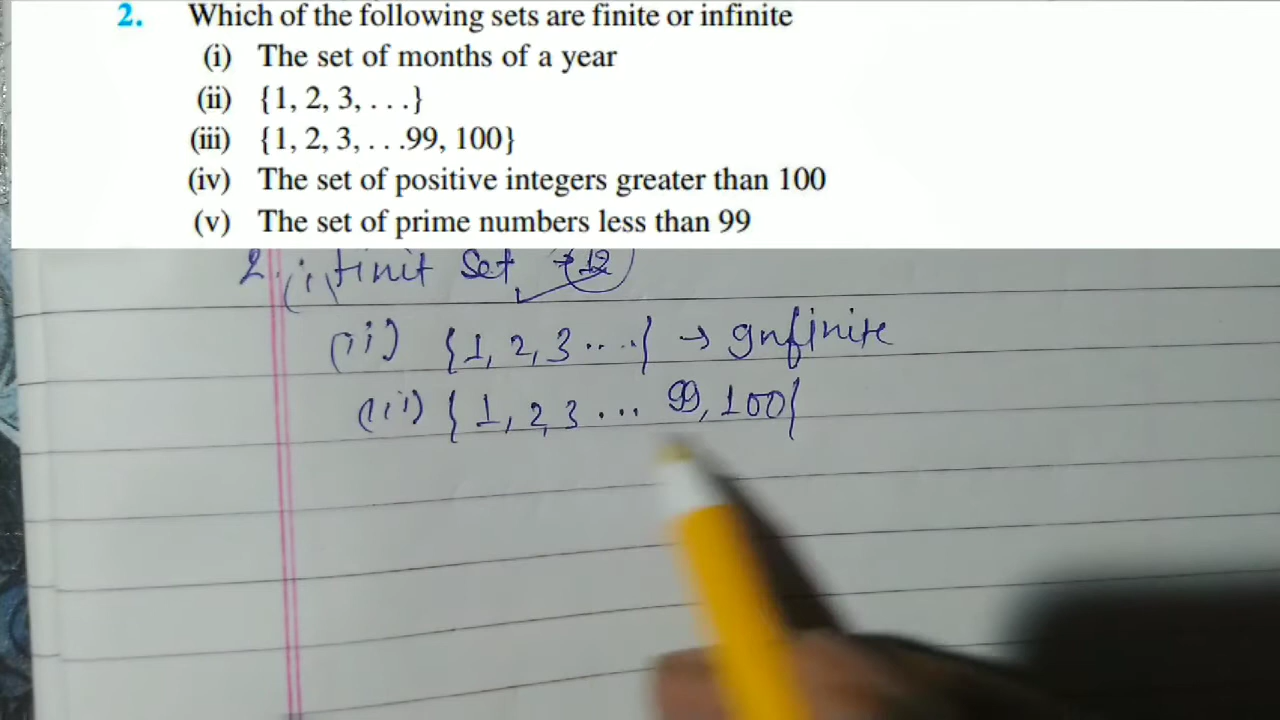 2. Which of the following sets are finite or infinite
(i) The set of months of a year
(ii) {1, 2, 3, . . .}
(iii) {1, 2, 3, . . .99, 100}
(iv) The set of positive integers greater than 100
(v) The set of prime numbers less than 99
2. (i) finit set 12
(ii) {1, 2, 3 .....} → gnfinite
(iii) { 1, 2, 3 ... 99, 100}